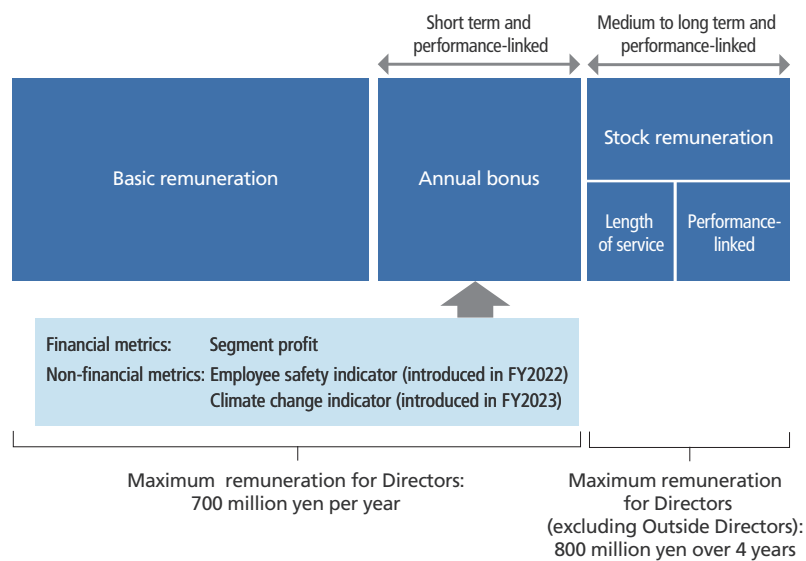 Short term and
performance-linked
Medium to long term and
performance-linked
Basic remuneration
Annual bonus
Stock remuneration
Length
of service
Performance-
linked
Financial metrics: Segment profit
Non-financial metrics: Employee safety indicator (introduced in FY2022)
Climate change indicator (introduced in FY2023)
Maximum remuneration for Directors:
700 million yen per year
Maximum remuneration
for Directors
(excluding Outside Directors):
800 million yen over 4 years